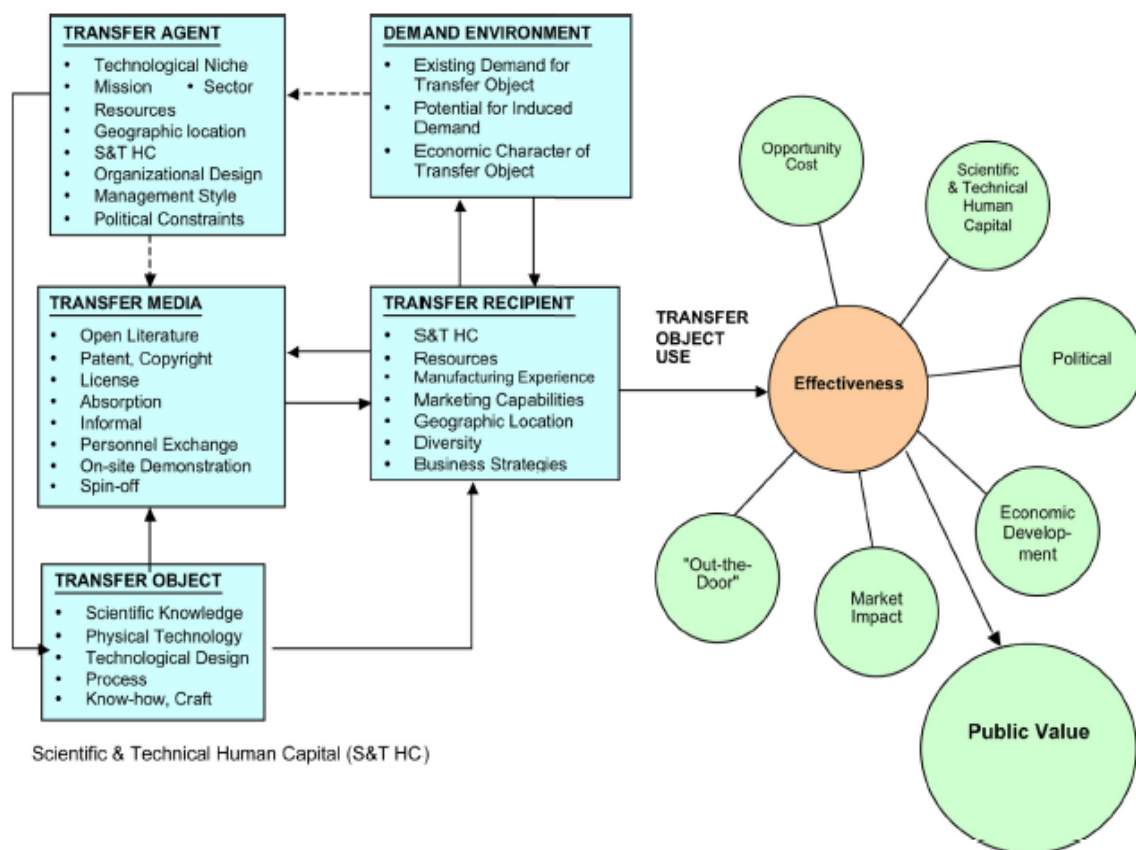 TRANSFER AGENT
• Technological Niche
• Mission • Sector
• Resources
• Geographic location
• S&T HC
• Organizational Design
• Management Style
• Political Constraints
DEMAND ENVIRONMENT
• Existing Demand for
Transfer Object
• Potential for Induced
Demand
• Economic Character of
Transfer Object
TRANSFER MEDIA
• Open Literature
• Patent, Copyright
• License
• Absorption
• Informal
• Personnel Exchange
• On-site Demonstration
• Spin-off
TRANSFER RECIPIENT
• S&T HC
• Resources
• Manufacturing Experience
• Marketing Capabilities
• Geographic Location
• Diversity
• Business Strategies
TRANSFER OBJECT
• Scientific Knowledge
• Physical Technology
• Technological Design
• Process
• Know-how, Craft
Scientific & Technical Human Capital (S&T HC)
TRANSFER
OBJECT
USE
Effectiveness
Opportunity
Cost
Scientific
& Technical
Human
Capital
Political
Economic
Develop-
ment
Market
Impact
"Out-the-
Door"
Public Value